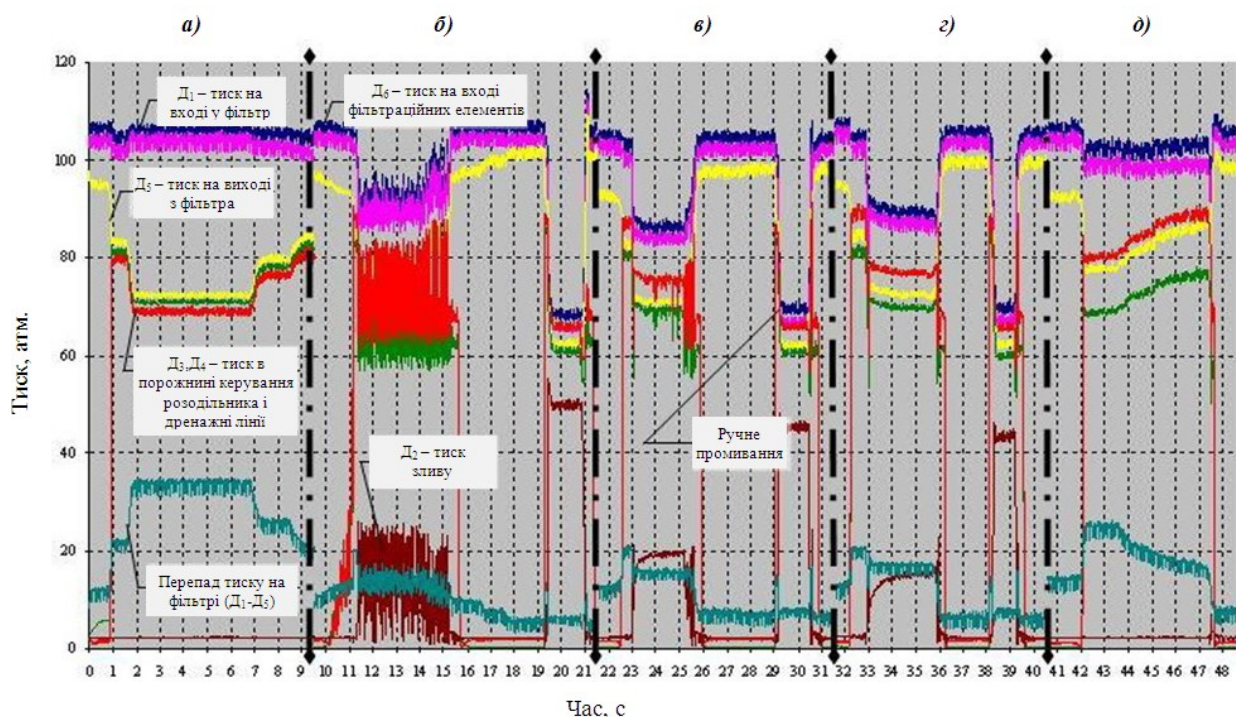 а) б) в) г) д)
120
100
80
60
40
20
0
Тиск, атм.
Д1 – тиск на
вході у фільтр
Д6 – тиск на вході
фільтраційних елементів
Д5 – тиск на виході
з фільтра
Д3,Д4 – тиск в
порожнині керування
розодільника і
дренажні лінії
Д2 – тиск
зливу
Ручне
промивання
Перепад тиску на
фільтрі (Д1-Д5)
0 1 2 3 4 5 6 7 8 9 10 11 12 13 14 15 16 17 18 19 20 21 22 23 24 25 26 27 28 29 30 31 32 33 34 35 36 37 38 39 40 41 42 43 44 45 46 47 48
Час, с